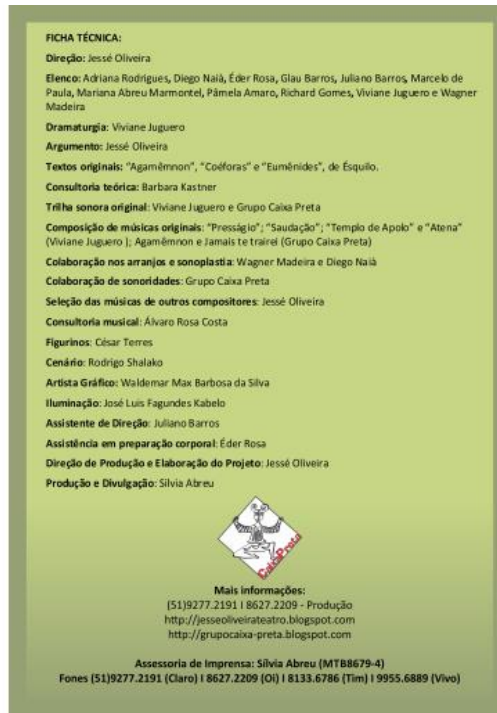 FICHA TÉCNICA:
Direção: Jessé Oliveira
Elenco: Adriana Rodrigues, Diego Naiá, Éder Rosa, Glau Barros, Juliano Barros, Marcelo de
Paula, Mariana Abreu Marmontel, Pâmela Amaro, Richard Gomes, Viviane Juguero e Wagner
Madeira
Dramaturgia: Viviane Juguero
Argumento: Jessé Oliveira
Textos originais: "Agamêmnon", "Coéforas" e "Eumênides", de Ésquilo.
Consultoria teórica: Barbara Kastner
Trilha sonora original: Viviane Juguero e Grupo Caixa Preta
Composição de músicas originais: "Presságio"; "Saudação"; "Templo de Apolo" e "Atena"
(Viviane Juguero ); Agamêmnon e Jamais te trairei (Grupo Caixa Preta)
Colaboração nos arranjos e sonoplastia: Wagner Madeira e Diego Naiá
Colaboração de sonoridades: Grupo Caixa Preta
Seleção das músicas de outros compositores: Jessé Oliveira
Consultoria musical: Álvaro Rosa Costa
Figurinos: César Terres
Cenário: Rodrigo Shalako
Artista Gráfico: Waldemar Max Barbosa da Silva
Iluminação: José Luis Fagundes Kabelo
Assistente de Direção: Juliano Barros
Assistência em preparação corporal: Éder Rosa
Direção de Produção e Elaboração do Projeto: Jessé Oliveira
Produção e Divulgação: Silvia Abreu
CaixaPreta
Mais informações:
(51)9277.2191 I 8627.2209 - Produção
http://jesseoliveirateatro.blogspot.com
http://grupocaixa-preta.blogspot.com
Assessoria de Imprensa: Sílvia Abreu (MTB8679-4)
Fones (51)9277.2191 (Claro) I 8627.2209 (Oi) I 8133.6786 (Tim) I 9955.6889 (Vivo)